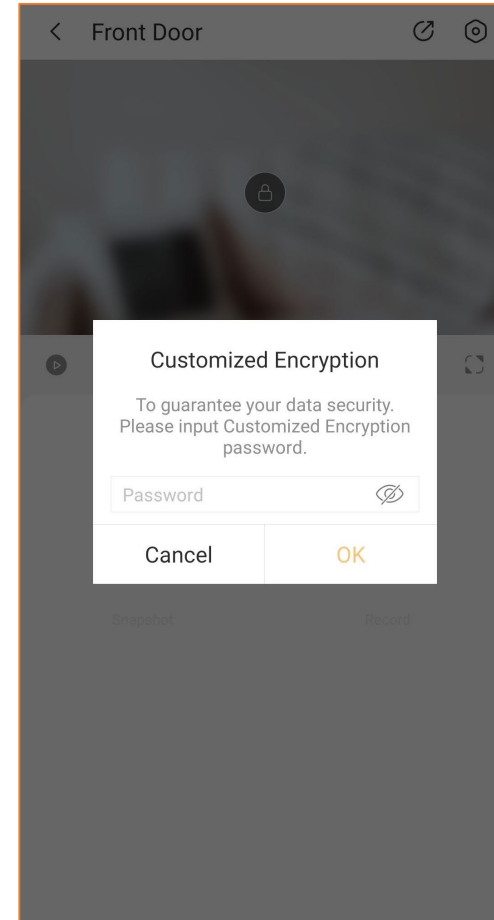 Front Door
Customized Encryption
To guarantee your data security.
Please input Customized Encryption
password.
Password
Cancel
OK
Snapshot
Record